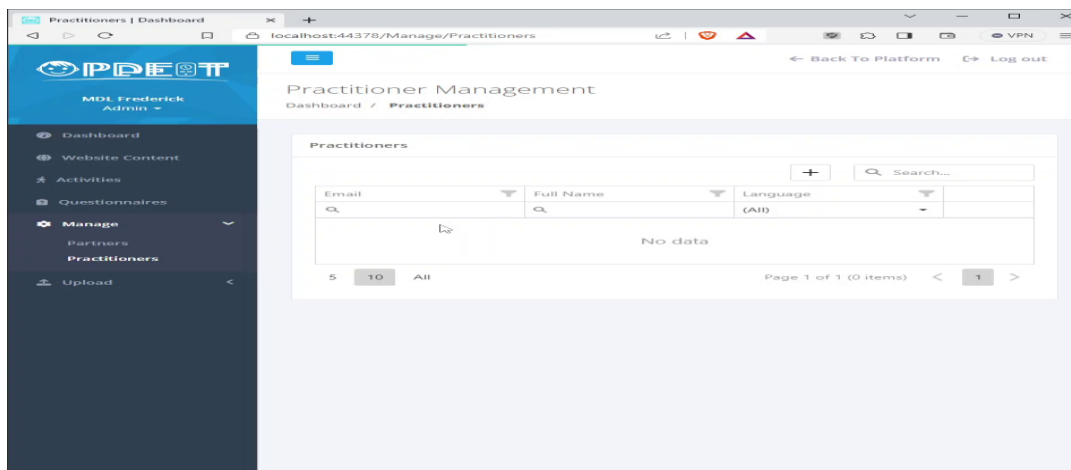 Practitioners | Dashboard
localhost:44378/Manage/Practitioners
VPN
MDL Frederick
Admin
Dashboard
Website Content
Activities
Questionnaires
Manage
Partners
Practitioners
Upload
Back To Platform Log out
Practitioner Management
Dashboard / Practitioners
Practitioners
Search...
Email Full Name Language
(All)
No data
5 10 All Page 1 of 1 (0 items) < 1 >